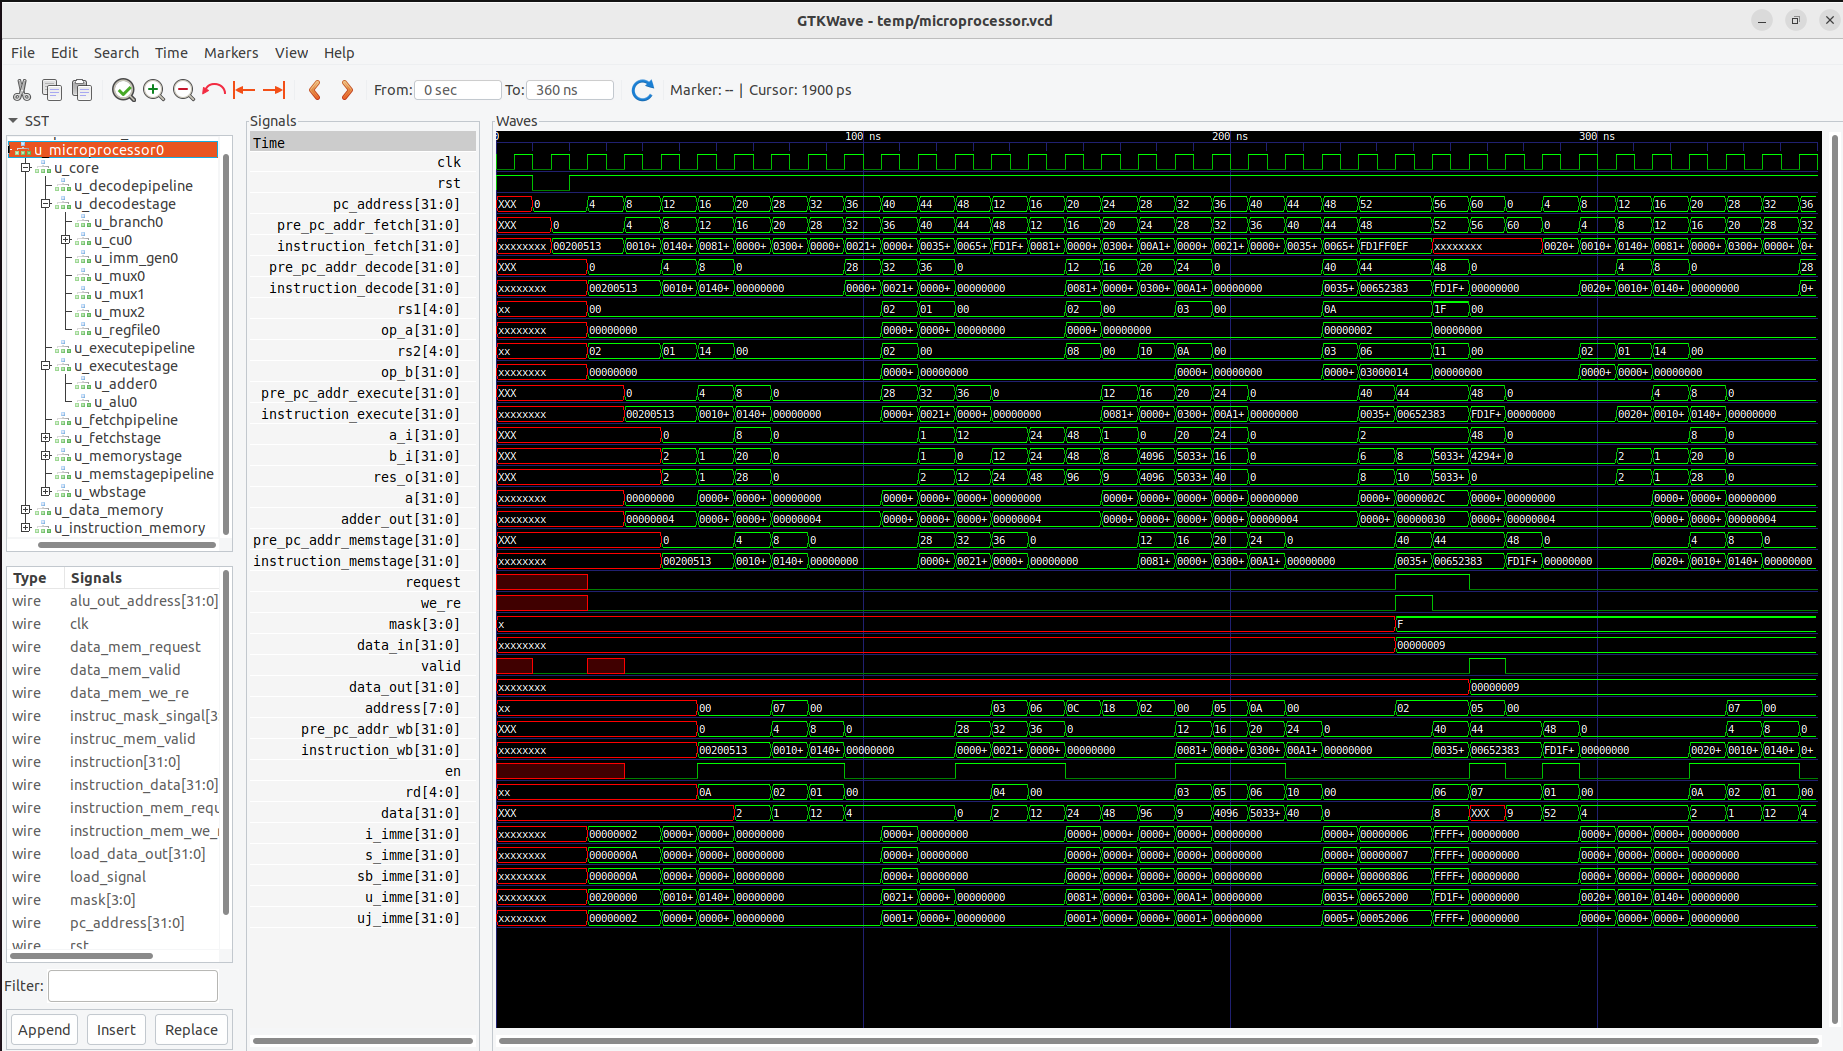 GTKWave - temp/microprocessor.vcd
File Edit Search Time Markers View Help
From: 0 sec To: 360 ns Marker: -- | Cursor: 1900 ps
SST
u_microprocessor0
u_core
u_decodepipeline
u_decodestage
u_branch0
u_cu0
u_imm_gen0
u_mux0
u_mux1
u_mux2
u_regfile0
u_executepipeline
u_executestage
u_adder0
u_alu0
u_fetchpipeline
u_fetchstage
u_memorystage
u_memstagepipeline
u_wbstage
u_data_memory
u_instruction_memory
Type Signals
wire alu_out_address[31:0]
wire clk
wire data_mem_request
wire data_mem_valid
wire data_mem_we_re
wire instruc_mask_singal[3
wire instruc_mem_valid
wire instruction[31:0]
wire instruction_data[31:0]
wire instruction_mem_requ
wire instruction_mem_we_
wire load_data_out[31:0]
wire load_signal
wire mask[3:0]
wire pc_address[31:0]
wire rst
Filter:
Append Insert Replace
Signals
Time
clk
rst
pc_address[31:0]
pre_pc_addr_fetch[31:0]
instruction_fetch[31:0]
pre_pc_addr_decode[31:0]
instruction_decode[31:0]
rs1[4:0]
op_a[31:0]
rs2[4:0]
op_b[31:0]
pre_pc_addr_execute[31:0]
instruction_execute[31:0]
a_i[31:0]
b_i[31:0]
res_o[31:0]
a[31:0]
adder_out[31:0]
pre_pc_addr_memstage[31:0]
instruction_memstage[31:0]
request
we_re
mask[3:0]
data_in[31:0]
valid
data_out[31:0]
address[7:0]
pre_pc_addr_wb[31:0]
instruction_wb[31:0]
en
rd[4:0]
data[31:0]
i_imme[31:0]
s_imme[31:0]
sb_imme[31:0]
u_imme[31:0]
uj_imme[31:0]
Waves
0 100 ns 200 ns 300 ns
XXX 0 4 8 12 16 20 28 32 36 40 44 48 12 16 20 24 28 32 36 40 44 48 52 56 60 0 4 8 12 16 20 28 32 36
XXX 0 4 8 12 16 20 28 32 36 40 44 48 12 16 20 24 28 32 36 40 44 48 52 56 60 0 4 8 12 16 20 28 32
xxxxxxxx 00200513 0010+ 0140+ 0081+ 0000+ 0300+ 0000+ 0021+ 0000+ 0035+ 0065+ FD1F+ 0081+ 0000+ 0300+ 00A1+ 0000+ 0021+ 0000+ 0035+ 0065+ FD1FF0EF xxxxxxxx 0020+ 0010+ 0140+ 0081+ 0000+ 0300+ 0000+ 0+
XXX 0 4 8 0 28 32 36 0 12 16 20 24 0 40 44 48 0 4 8 0 28
xxxxxxxx 00200513 0010+ 0140+ 00000000 0000+ 0021+ 0000+ 00000000 0081+ 0000+ 0300+ 00A1+ 00000000 0035+ 00652383 FD1F+ 00000000 0020+ 0010+ 0140+ 00000000 0+
xx 00 02 01 00 02 00 03 00 0A 1F 00
xxxxxxxx 00000000 0000+ 0000+ 00000000 0000+ 00000000 00000002 00000000
xx 02 01 14 00 02 00 08 00 10 0A 00 03 06 11 00 02 01 14 00
xxxxxxxx 00000000 0000+ 00000000 0000+ 00000000 0000+ 03000014 00000000 0000+ 0000+ 00000000
XXX 0 4 8 0 28 32 36 0 12 16 20 24 0 40 44 48 0 4 8 0
xxxxxxxx 00200513 0010+ 0140+ 00000000 0000+ 0021+ 0000+ 00000000 0081+ 0000+ 0300+ 00A1+ 00000000 0035+ 00652383 FD1F+ 00000000 0020+ 0010+ 0140+ 00000000
XXX 0 8 0 1 12 24 48 1 0 20 24 0 2 48 0 8 0
XXX 2 1 20 0 1 0 12 24 48 8 4096 5033+ 16 0 6 8 5033+ 4294+ 0 2 1 20 0
XXX 2 1 28 0 2 12 24 48 96 9 4096 5033+ 40 0 8 10 5033+ 0 2 1 28 0
xxxxxxxx 00000000 0000+ 0000+ 00000000 0000+ 0000+ 0000+ 00000000 0000+ 0000+ 0000+ 0000+ 00000000 0000+ 0000002C 0000+ 00000000 0000+ 0000+ 00000000
xxxxxxxx 00000004 0000+ 0000+ 00000004 0000+ 0000+ 0000+ 00000004 0000+ 0000+ 0000+ 0000+ 00000004 0000+ 00000030 0000+ 00000004 0000+ 0000+ 00000004
XXX 0 4 8 0 28 32 36 0 12 16 20 24 0 40 44 48 0 4 8 0
xxxxxxxx 00200513 0010+ 0140+ 00000000 0000+ 0021+ 0000+ 00000000 0081+ 0000+ 0300+ 00A1+ 00000000 0035+ 00652383 FD1F+ 00000000 0020+ 0010+ 0140+ 00000000
x F
xxxxxxxx 00000009
xxxxxxxx 00000009
xx 00 07 00 03 06 0C 18 02 00 05 0A 00 02 05 00 07 00
XXX 0 4 8 0 28 32 36 0 12 16 20 24 0 40 44 48 0 4 8 0
xxxxxxxx 00200513 0010+ 0140+ 00000000 0000+ 0021+ 0000+ 00000000 0081+ 0000+ 0300+ 00A1+ 00000000 0035+ 00652383 FD1F+ 00000000 0020+ 0010+ 0140+ 0+
xx 0A 02 01 00 04 00 03 05 06 10 00 06 07 01 00 0A 02 01 00
XXX 2 1 12 4 0 2 12 24 48 96 9 4096 5033+ 40 0 8 XXX 9 52 4 2 1 12 4
xxxxxxxx 00000002 0000+ 0000+ 00000000 0000+ 00000000 0000+ 0000+ 0000+ 0000+ 00000000 0000+ 00000006 FFFF+ 00000000 0000+ 0000+ 0000+ 00000000
xxxxxxxx 0000000A 0000+ 0000+ 00000000 0000+ 00000000 0000+ 0000+ 0000+ 0000+ 00000000 0000+ 00000007 FFFF+ 00000000 0000+ 0000+ 0000+ 00000000
xxxxxxxx 0000000A 0000+ 0000+ 00000000 0000+ 00000000 0000+ 0000+ 0000+ 0000+ 00000000 0000+ 00000806 FFFF+ 00000000 0000+ 0000+ 0000+ 00000000
xxxxxxxx 00200000 0010+ 0140+ 00000000 0021+ 0000+ 00000000 0081+ 0000+ 0300+ 00A1+ 00000000 0035+ 00652000 FD1F+ 00000000 0020+ 0010+ 0140+ 00000000
xxxxxxxx 00000002 0000+ 0000+ 00000000 0001+ 0000+ 00000000 0001+ 0000+ 0000+ 0001+ 00000000 0005+ 00052006 FFFF+ 00000000 0000+ 0000+ 0000+ 00000000